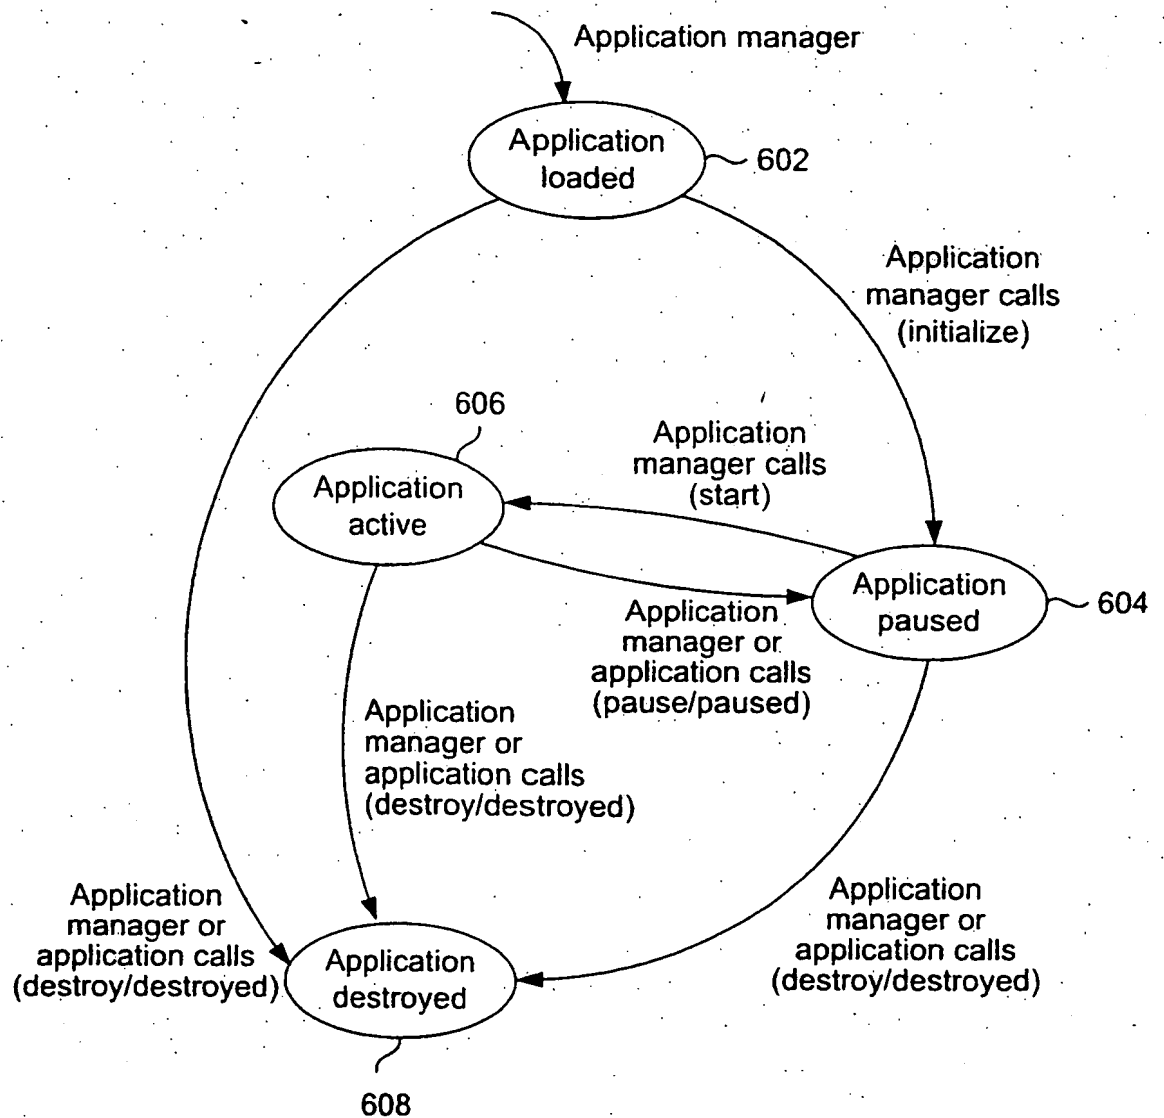 Application manager
Application
loaded
602
Application
manager calls
(initialize)
606
Application
manager calls
(start)
Application
active
Application
paused
604
Application
manager or
application calls
(pause/paused)
Application
manager or
application calls
(destroy/destroyed)
Application
manager or
application calls
(destroy/destroyed)
Application
manager or
application calls
(destroy/destroyed)
Application
destroyed
608